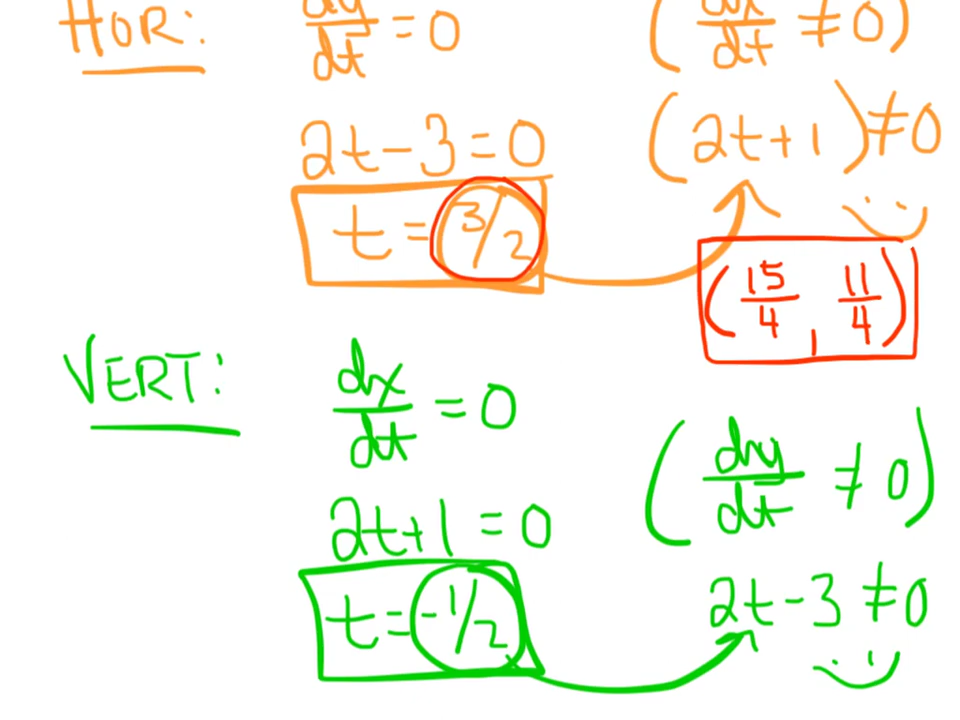 HOR: dy/dt = 0 (dx/dt ≠ 0)
2t - 3 = 0 (2t + 1) ≠ 0
t = 3/2
(15/4, 11/4)
VERT: dx/dt = 0
(dy/dt ≠ 0)
2t + 1 = 0
t = -1/2 2t - 3 ≠ 0